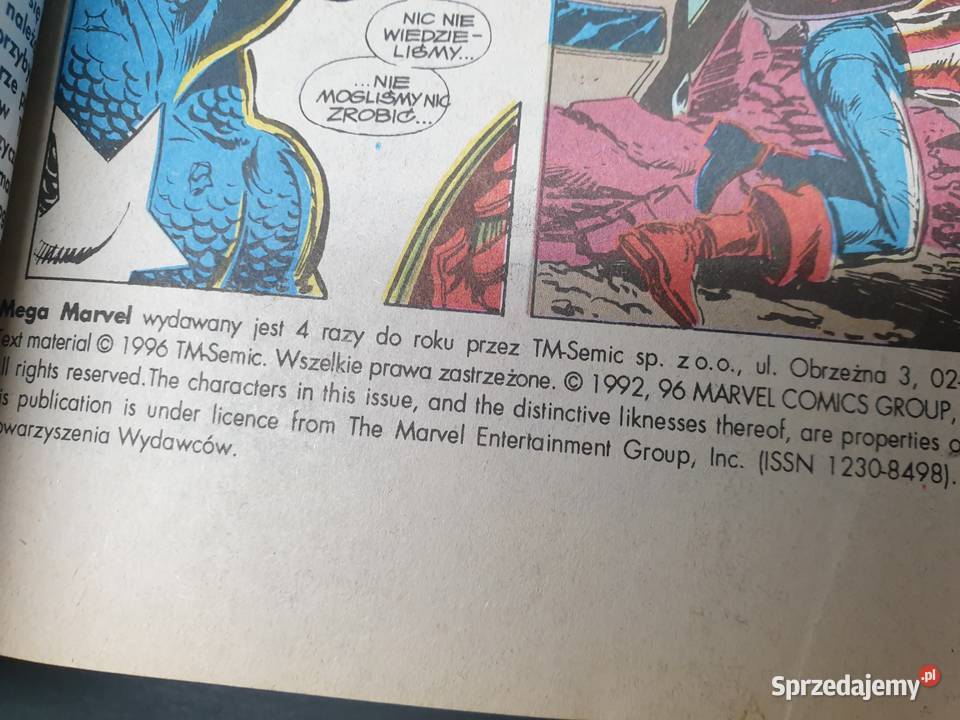 NIC NIE
WIEDZIE-
LIŚMY...
...NIE
MOGLIŚMY NIC
ZROBIĆ...
Mega Marvel wydawany jest 4 razy do roku przez TM-Semic sp. z o.o., ul. Obrzeżna 3, 02-
ext material © 1996 TM-Semic. Wszelkie prawa zastrzeżone. © 1992, 96 MARVEL COMICS GROUP,
ll rights reserved. The characters in this issue, and the distinctive liknesses thereof, are properties o
is publication is under licence from The Marvel Entertainment Group, Inc. (ISSN 1230-8498).
owarzyszenia Wydawców.
Sprzedajemy.pl